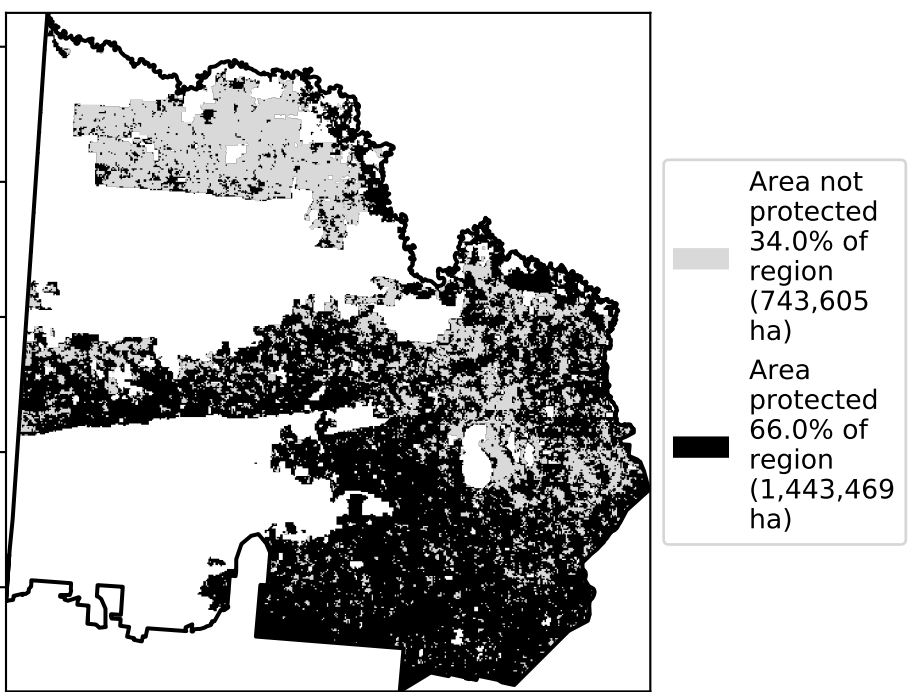 Area not
protected
34.0% of
region
(743,605
ha)
Area
protected
66.0% of
region
(1,443,469
ha)